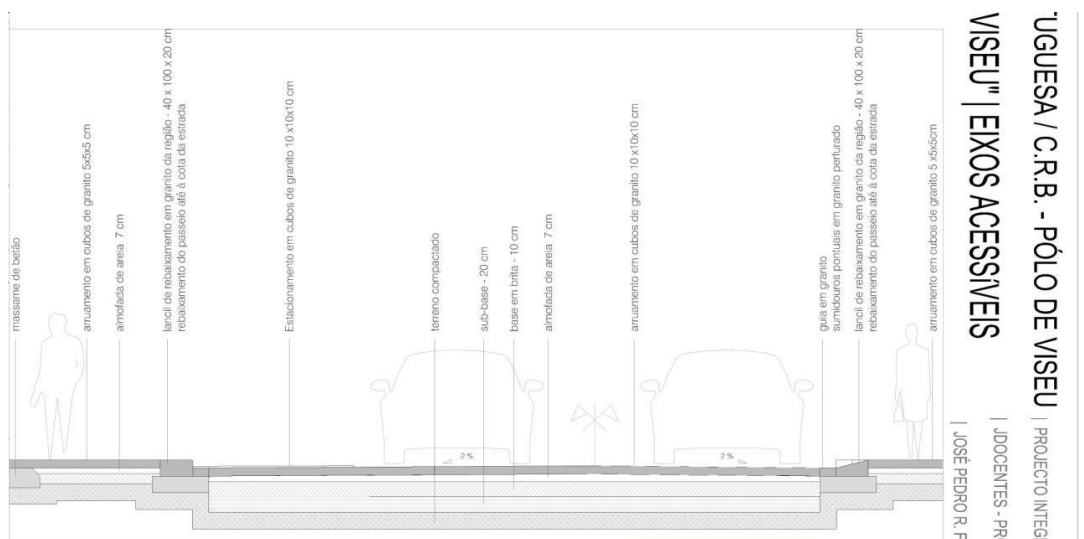 massame de betão
arruamento em cubos de granito 5x5x5 cm
almofada de areia 7 cm
lancil de rebaixamento em granito da região - 40 x 100 x 20 cm
rebaixamento do passeio até à cota da estrada
Estacionamento em cubos de granito 10 x10x10 cm
terreno compactado
sub-base - 20 cm
base em brita - 10 cm
almofada de areia 7 cm
arruamento em cubos de granito 10 x10x10 cm
guia em granito
sumidouros pontuais em granito perfurado
lancil de rebaixamento em granito da região - 40 x 100 x 20 cm
rebaixamento do passeio até à cota da estrada
arruamento em cubos de granito 5 x5x5cm
2%
2%
UGUESA / C.R.B. - PÓLO DE VISEU | PROJECTO INTEG
VISEU" | EIXOS ACESSÍVEIS
| JDOCENTES - PR
| JOSÉ PEDRO R. F